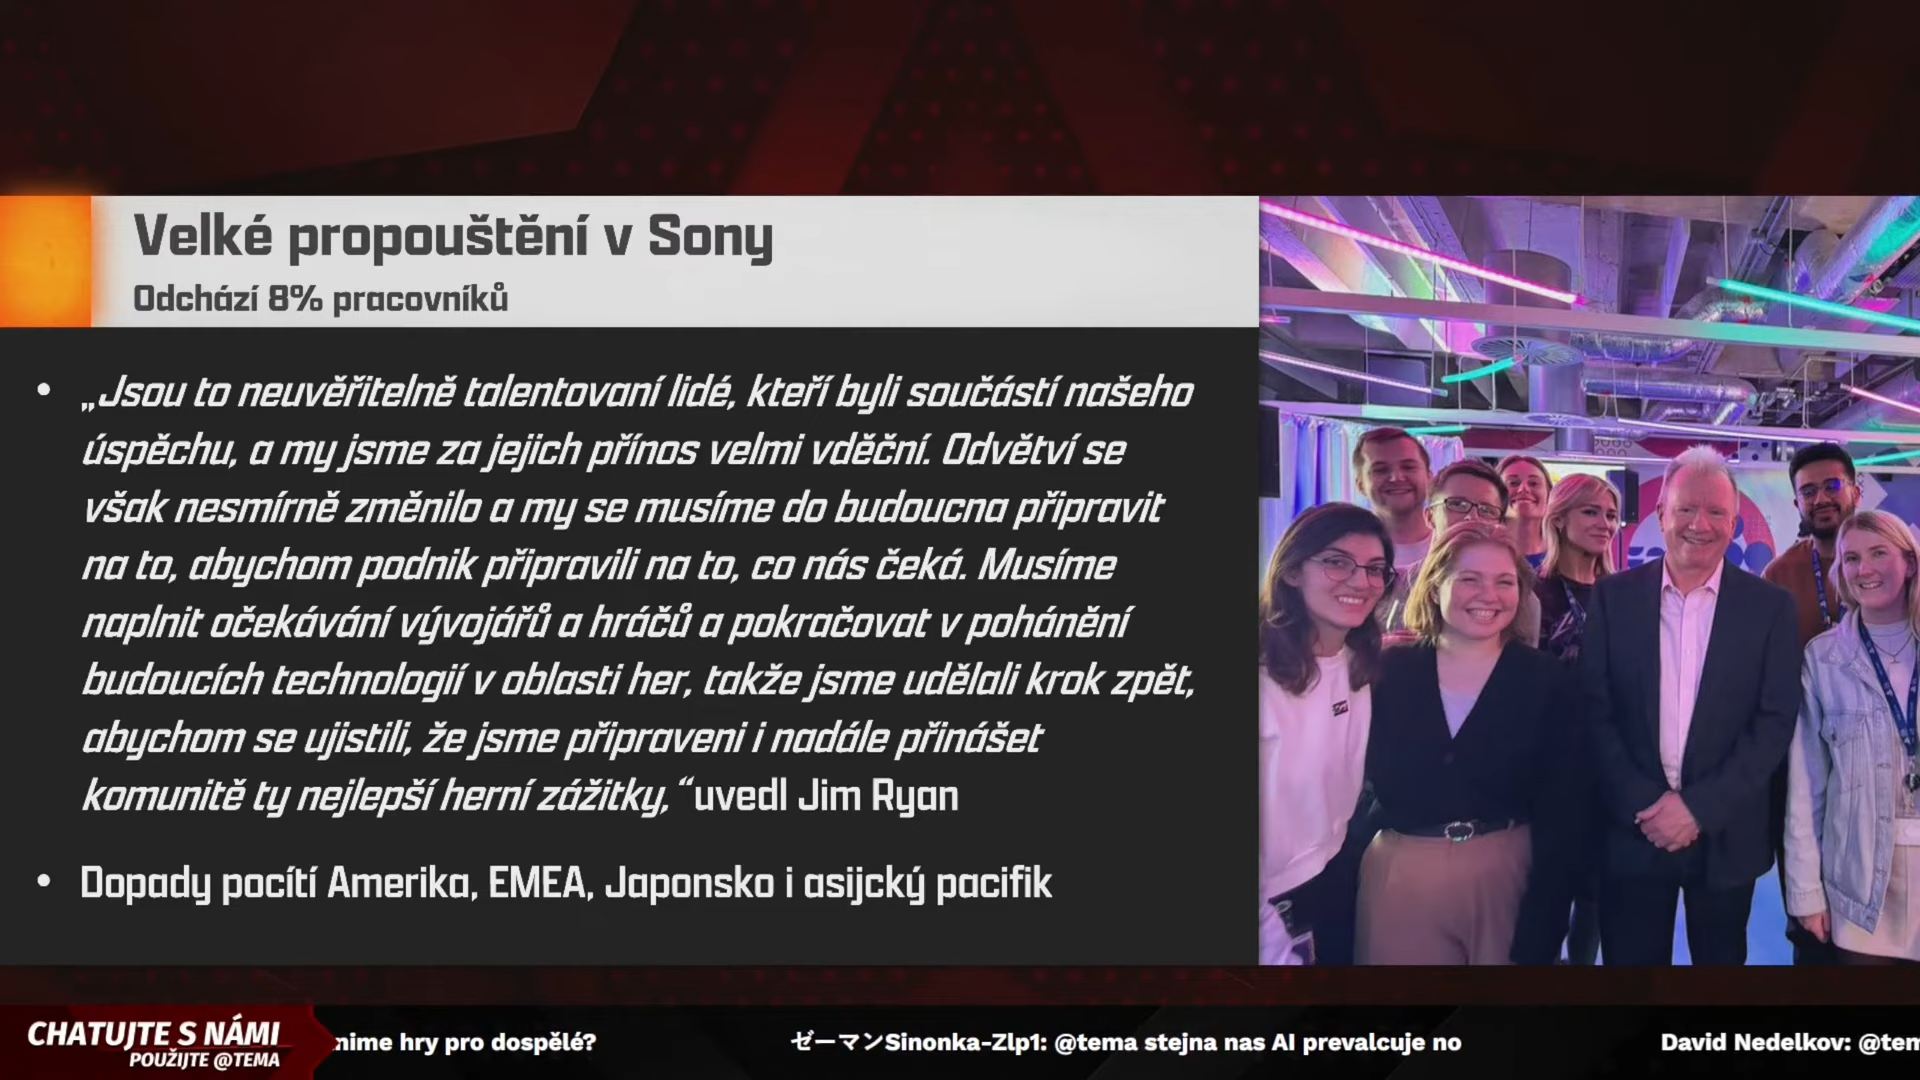 Velké propouštění v Sony
Odchází 8% pracovníků
• „Jsou to neuvěřitelně talentovaní lidé, kteří byli součástí našeho
úspěchu, a my jsme za jejich přínos velmi vděční. Odvětví se
však nesmírně změnilo a my se musíme do budoucna připravit
na to, abychom podnik připravili na to, co nás čeká. Musíme
naplnit očekávání vývojářů a hráčů a pokračovat v pohánění
budoucích technologií v oblasti her, takže jsme udělali krok zpět,
abychom se ujistili, že jsme připraveni i nadále přinášet
komunitě ty nejlepší herní zážitky,“uvedl Jim Ryan
• Dopady pocítí Amerika, EMEA, Japonsko i asijcký pacifik
CHATUJTE S NÁMI
POUŽIJTE @TEMA
nime hry pro dospělé? ゼーマンSinonka-Zlp1: @tema stejna nas AI prevalcuje no David Nedelkov: @tem